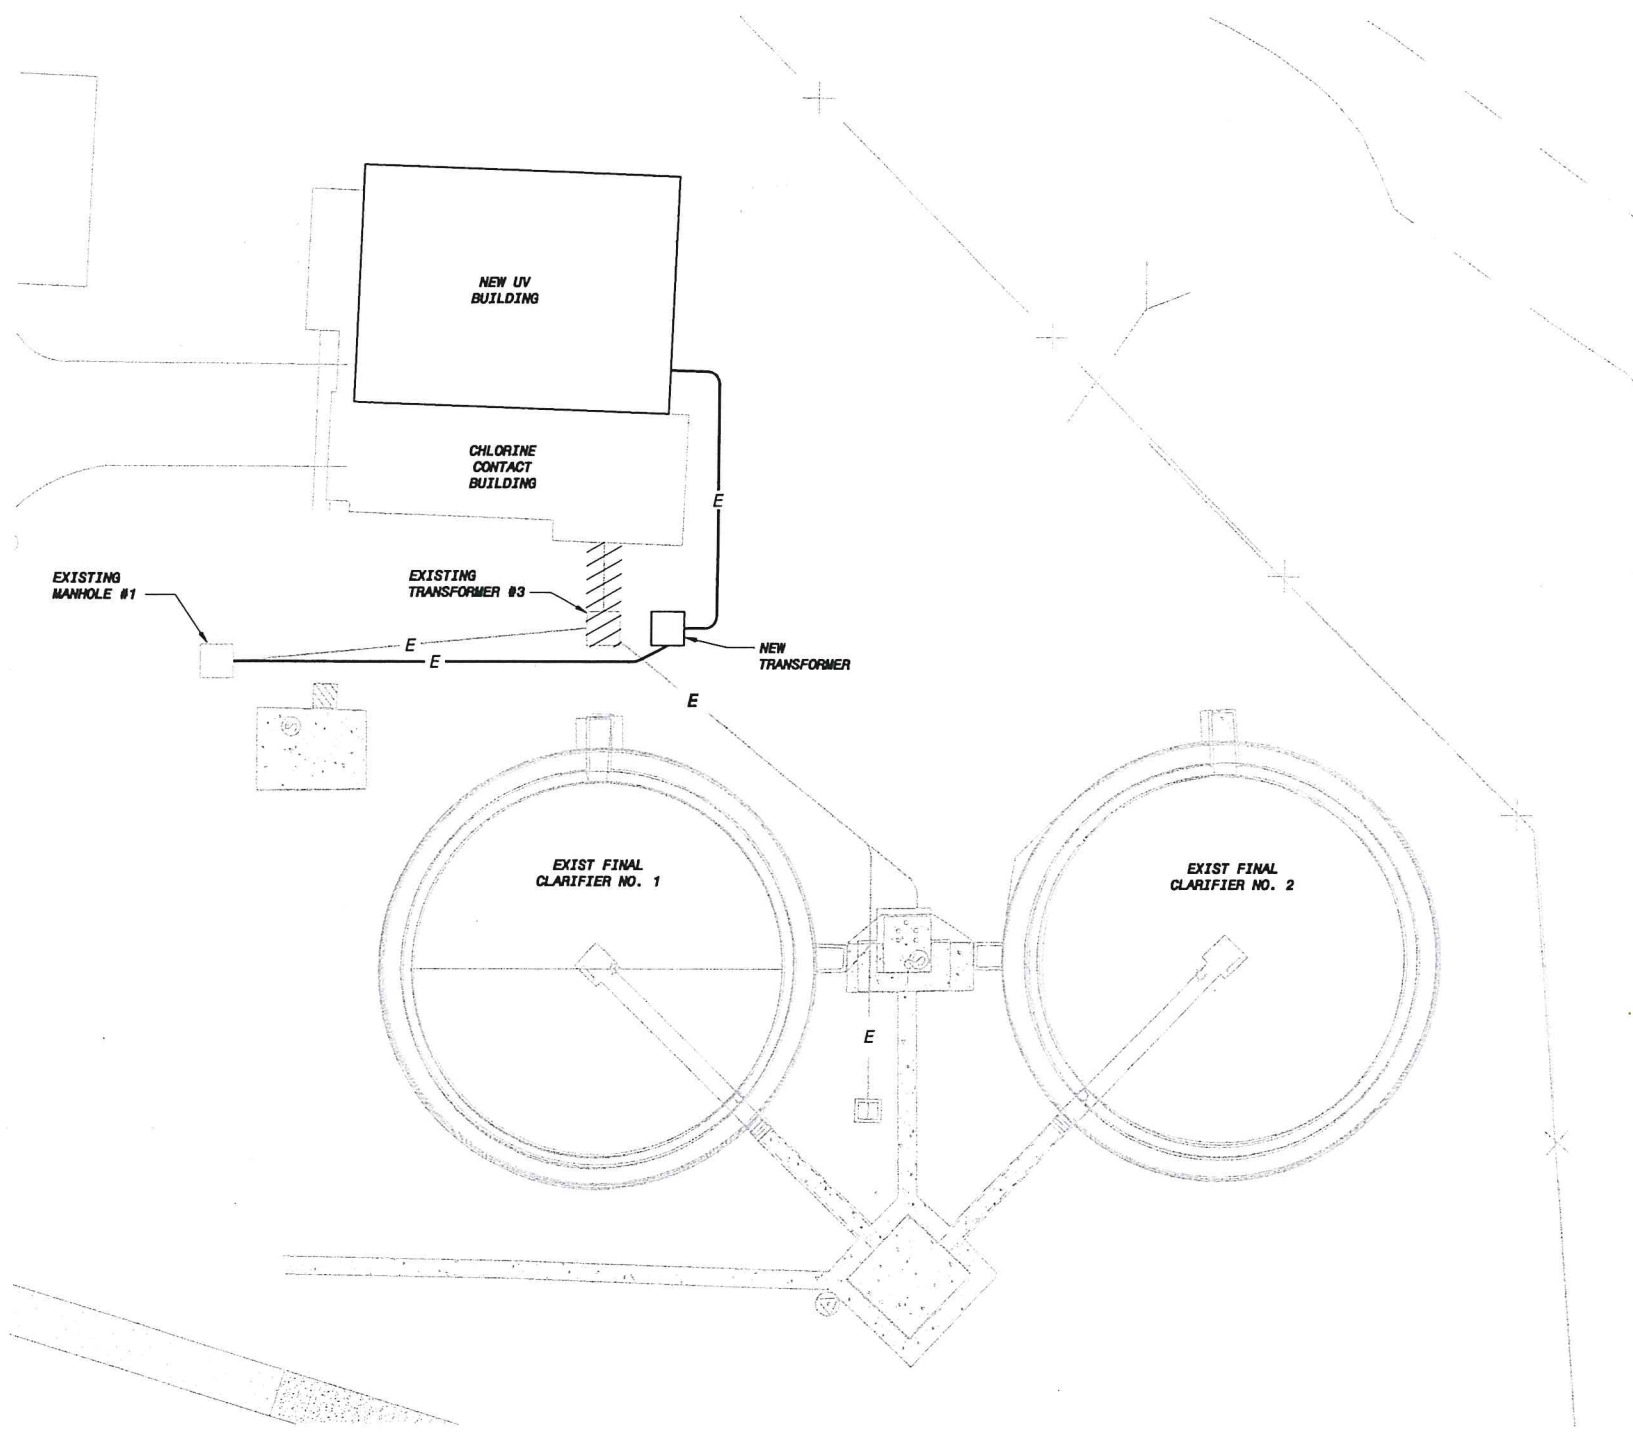 NEW UV
BUILDING
CHLORINE
CONTACT
BUILDING
E
EXISTING
MANHOLE #1
EXISTING
TRANSFORMER #3
E
E
NEW
TRANSFORMER
E
EXIST FINAL
CLARIFIER NO. 1
EXIST FINAL
CLARIFIER NO. 2
E